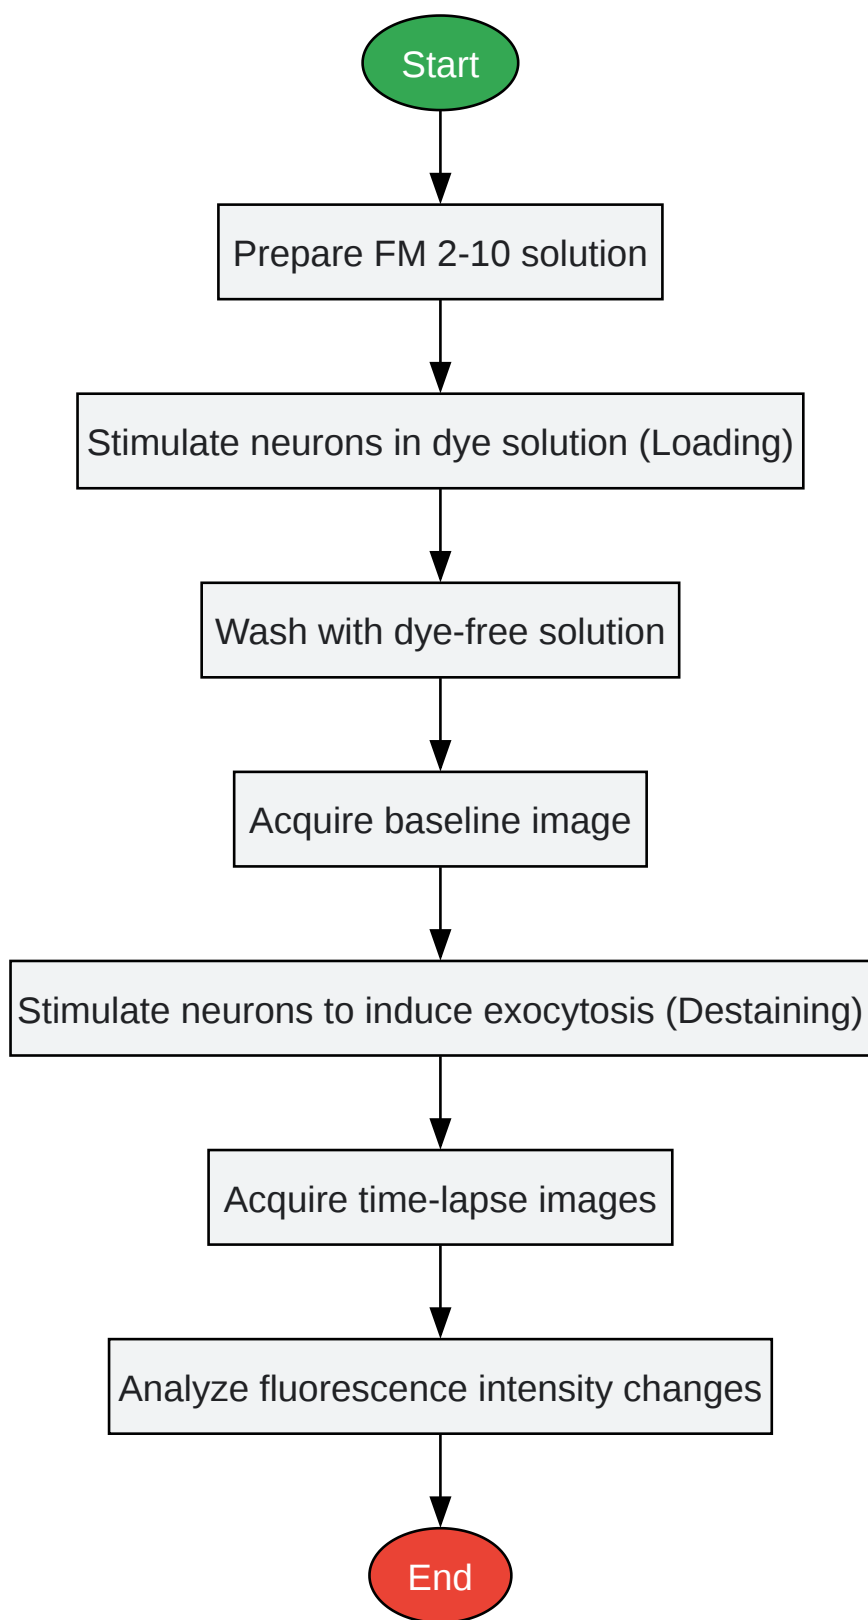 Start
Prepare FM 2-10 solution
Stimulate neurons in dye solution (Loading)
Wash with dye-free solution
Acquire baseline image
Stimulate neurons to induce exocytosis (Destaining)
Acquire time-lapse images
Analyze fluorescence intensity changes
End